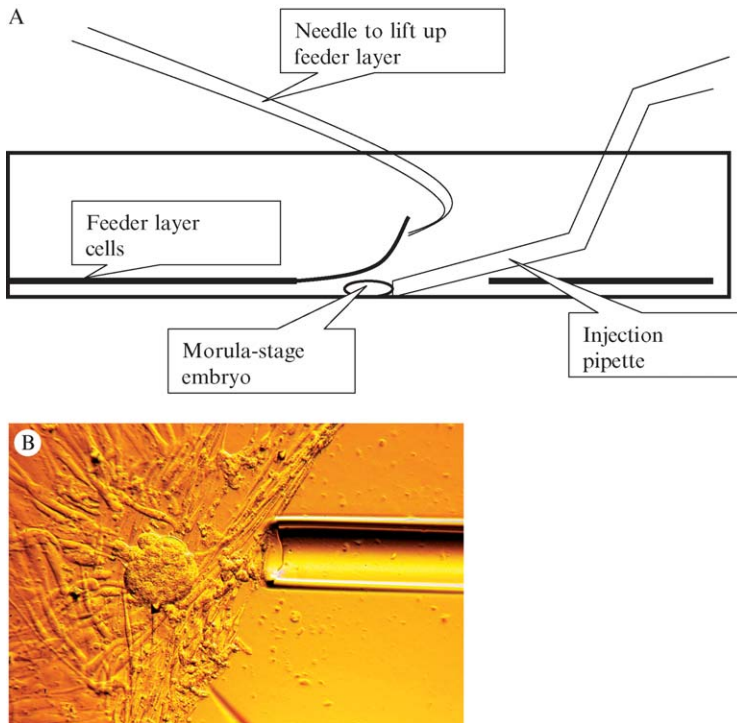 A
Needle to lift up
feeder layer
Feeder layer
cells
Morula-stage
embryo
Injection
pipette
B